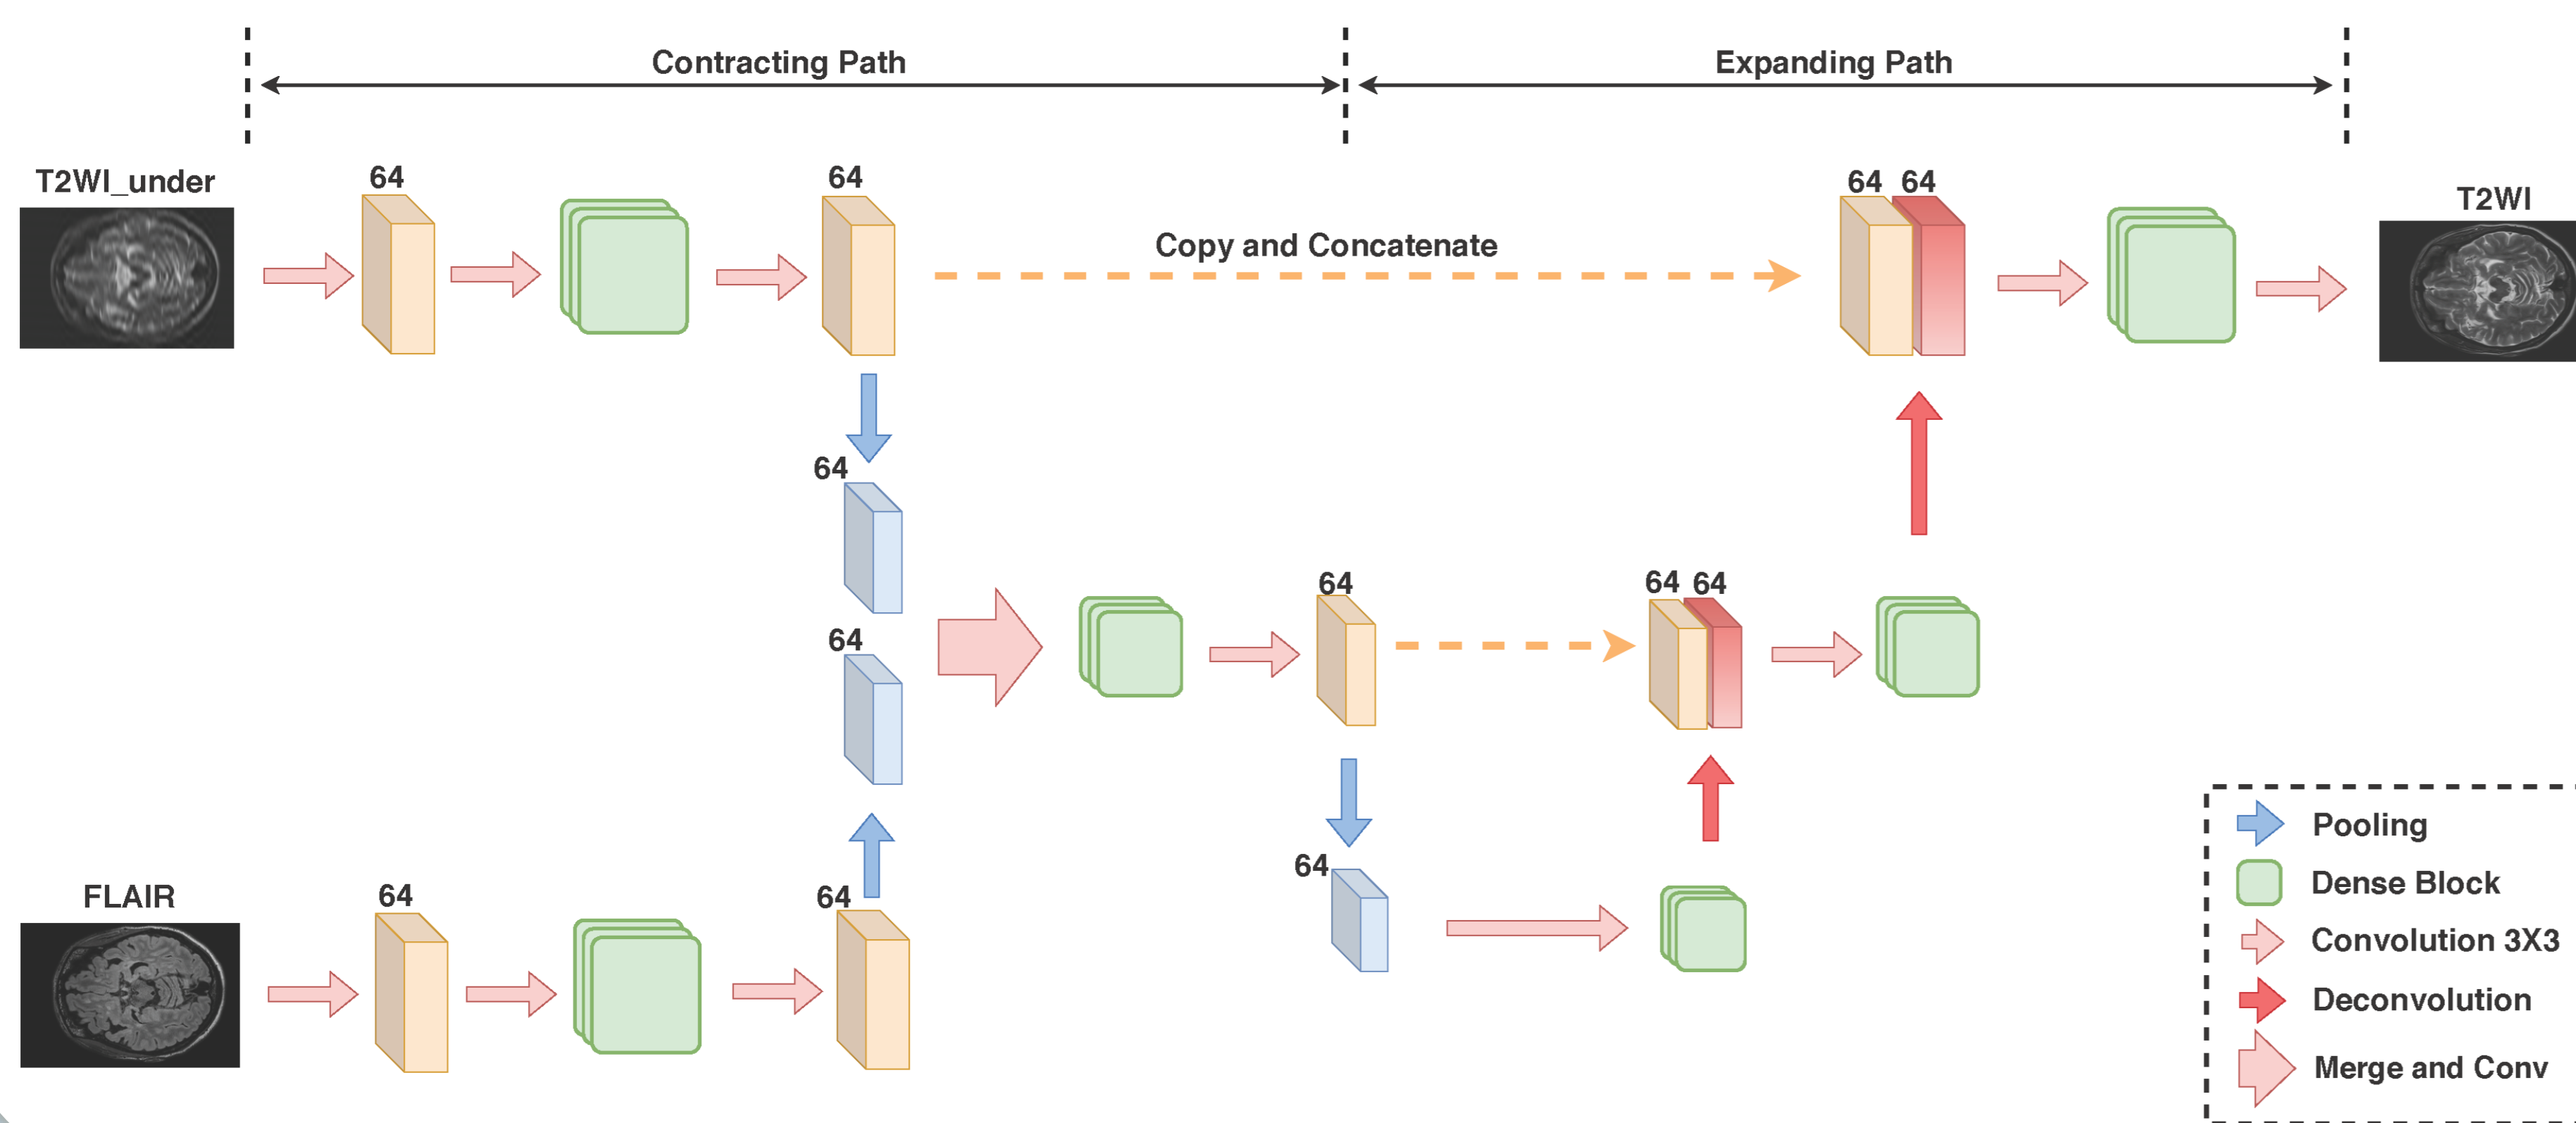 Contracting Path
Expanding Path
T2WI_under
64
64
64 64
T2WI
Copy and Concatenate
64
64
64
64 64
64
FLAIR
64
64
Pooling
Dense Block
Convolution 3X3
Deconvolution
Merge and Conv